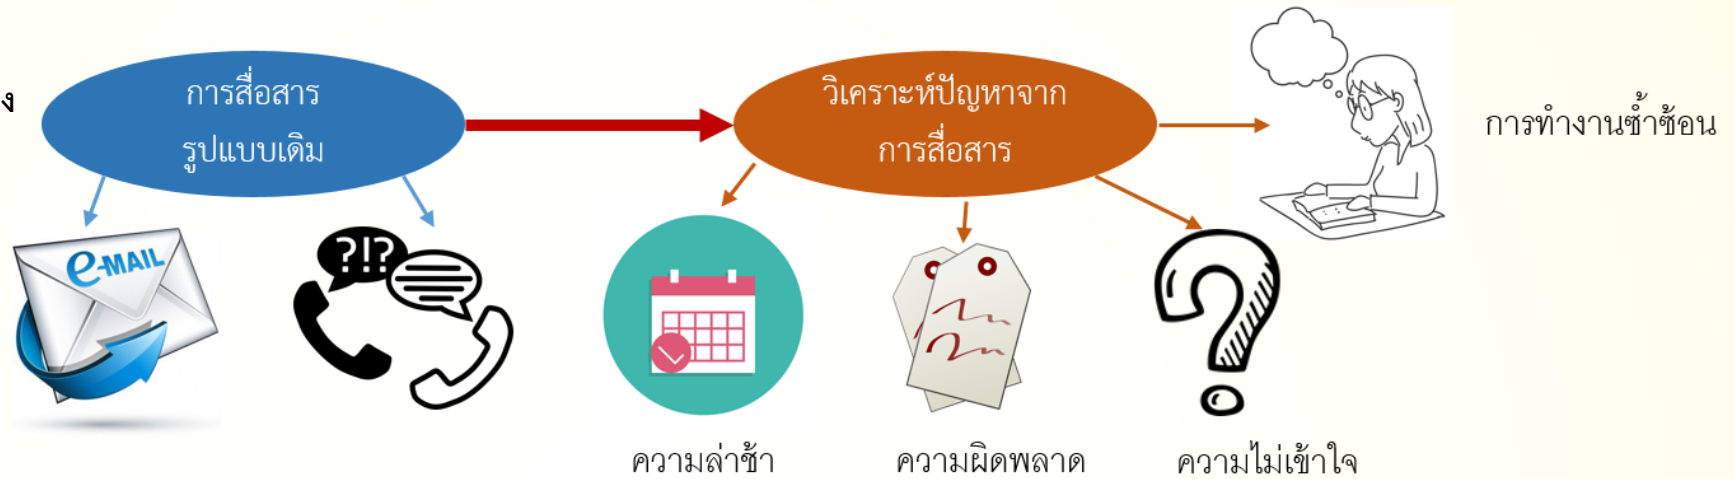 ง
การสื่อสาร
รูปแบบเดิม
วิเคราะห์ปัญหาจาก
การสื่อสาร
การทำงานซ้ำซ้อน
e-MAIL
?!?
ความล่าช้า
ความผิดพลาด
ความไม่เข้าใจ